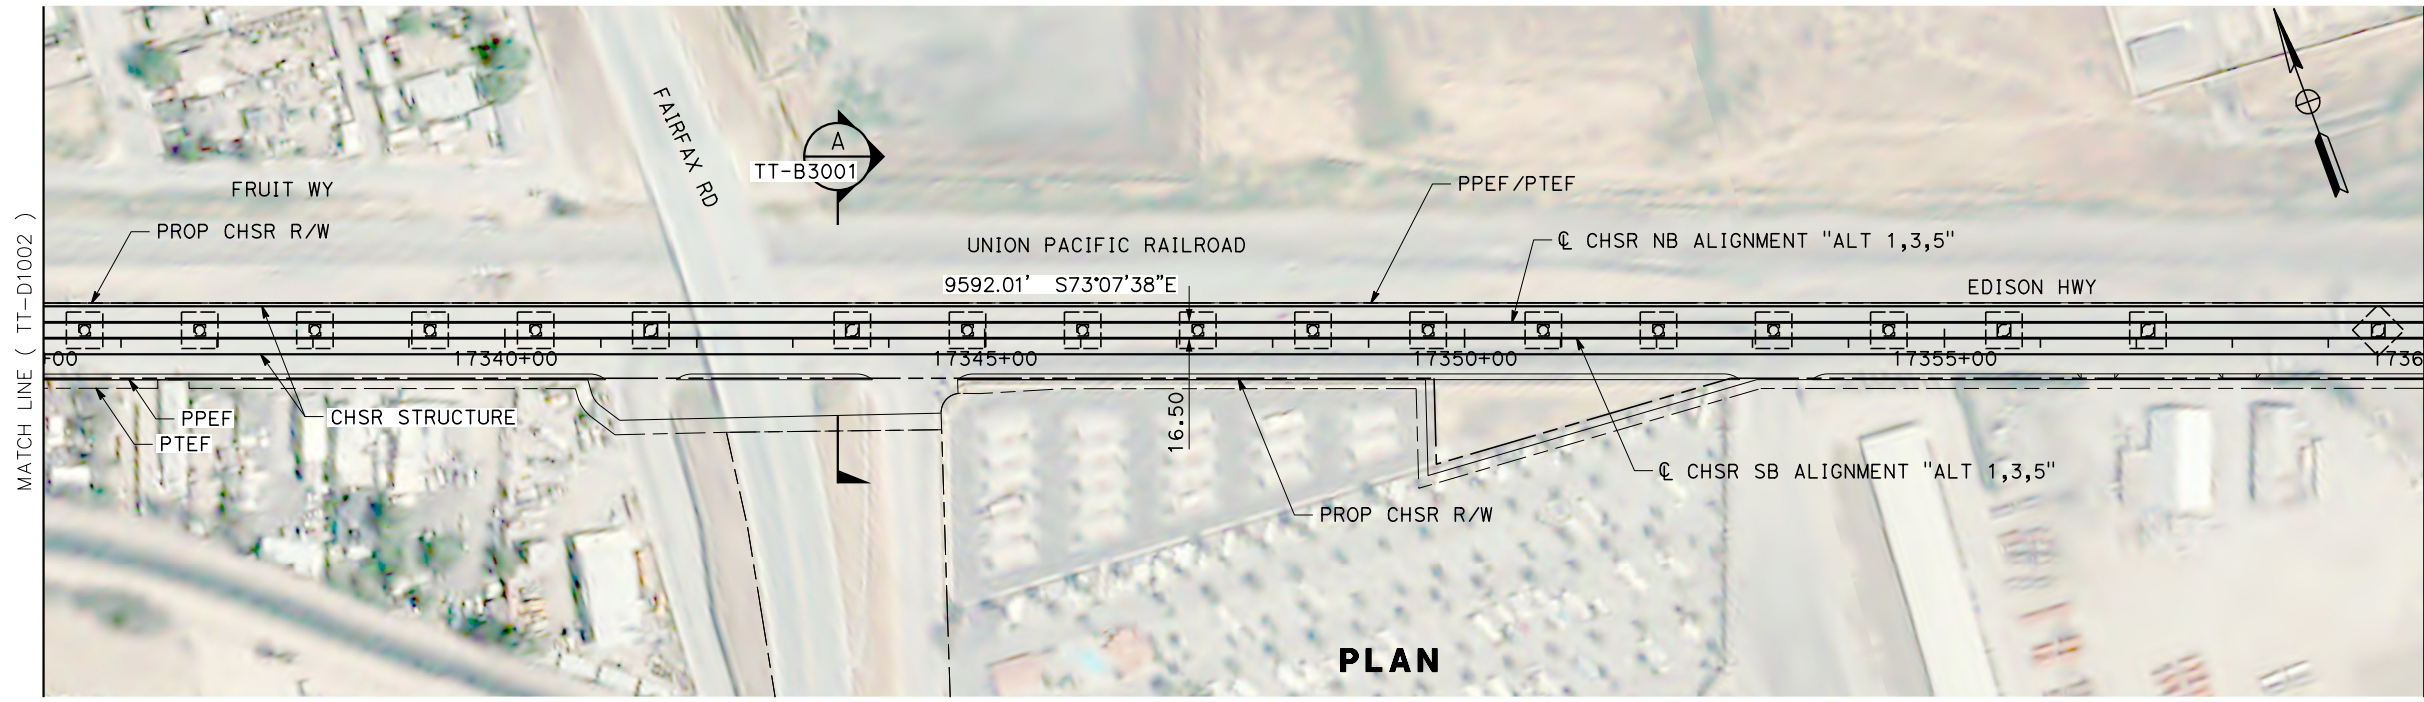 FAIRFAX RD
A
TT-B3001
FRUIT WY
PROP CHSR R/W
PPEF/PTEF
UNION PACIFIC RAILROAD
℄ CHSR NB ALIGNMENT "ALT 1,3,5"
9592.01' S73°07'38"E
EDISON HWY
MATCH LINE ( TT-D1002 )
+00
17340+00
17345+00
17350+00
17355+00
1736
PPEF
CHSR STRUCTURE
PTEF
16.50
℄ CHSR SB ALIGNMENT "ALT 1,3,5"
PROP CHSR R/W
PLAN